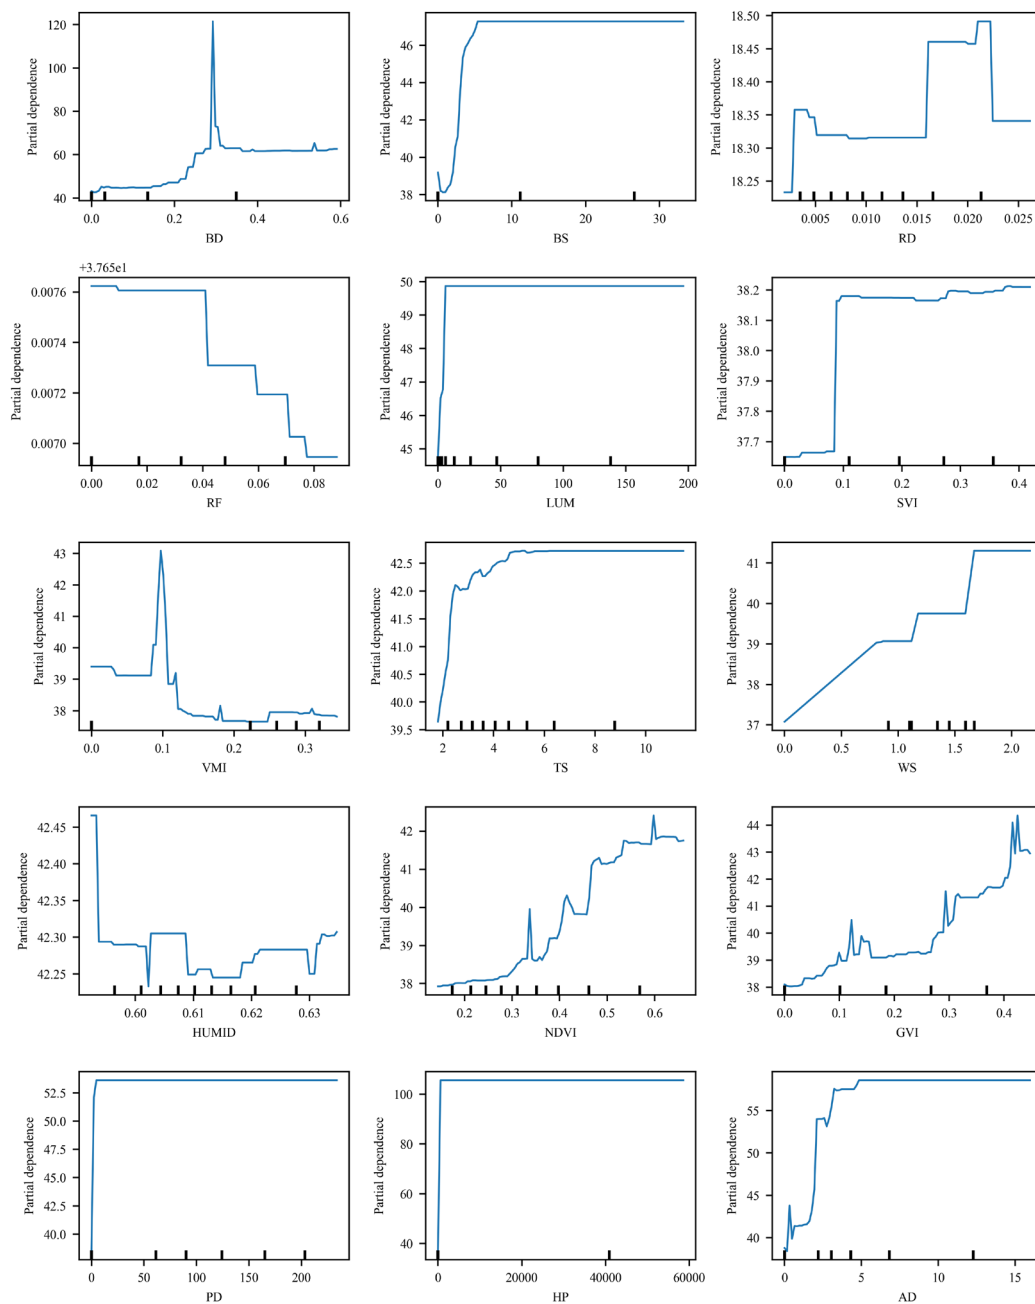 120
100
80
60
40
0.0 0.2 0.4 0.6
Partial dependence
BD
46
44
42
40
38
0 10 20 30
Partial dependence
BS
18.50
18.45
18.40
18.35
18.30
18.25
0.005 0.010 0.015 0.020 0.025
Partial dependence
RD
+3.765e1
0.0076
0.0074
0.0072
0.0070
0.00 0.02 0.04 0.06 0.08
Partial dependence
RF
50
49
48
47
46
45
0 50 100 150 200
Partial dependence
LUM
38.2
38.1
38.0
37.9
37.8
37.7
0.0 0.1 0.2 0.3 0.4
Partial dependence
SVI
43
42
41
40
39
38
0.0 0.1 0.2 0.3
Partial dependence
VMI
42.5
42.0
41.5
41.0
40.5
40.0
39.5
2 4 6 8 10
Partial dependence
TS
41
40
39
38
37
0.0 0.5 1.0 1.5 2.0
Partial dependence
WS
42.45
42.40
42.35
42.30
42.25
0.60 0.61 0.62 0.63
Partial dependence
HUMID
42
41
40
39
38
0.2 0.3 0.4 0.5 0.6
Partial dependence
NDVI
44
43
42
41
40
39
38
0.0 0.1 0.2 0.3 0.4
Partial dependence
GVI
52.5
50.0
47.5
45.0
42.5
40.0
0 50 100 150 200
Partial dependence
PD
100
80
60
40
0 20000 40000 60000
Partial dependence
HP
55
50
45
40
0 5 10 15
Partial dependence
AD